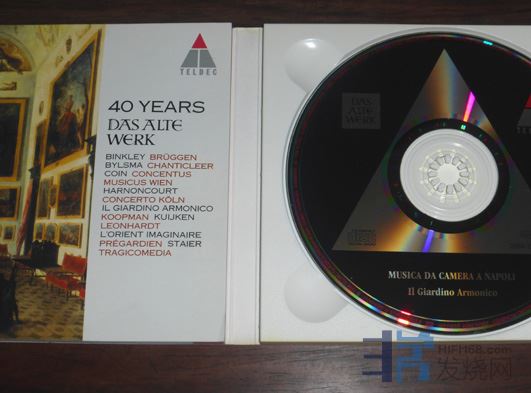 TELDEC
40 YEARS
DAS ALTE
WERK
BINKLEY BRÜGGEN
BYLSMA CHANTICLEER
COIN CONCENTUS
MUSICUS WIEN
HARNONCOURT
CONCERTO KÖLN
IL GIARDINO ARMONICO
KOOPMAN KUIJKEN
LEONHARDT
L'ORIENT IMAGINAIRE
PRÉGARDIEN STAIER
TRAGICOMEDIA
DAS
ALTE
WERK
MUSICA DA CAMERA A NAPOLI
Il Giardino Armonico
HIFI168.com
发烧网